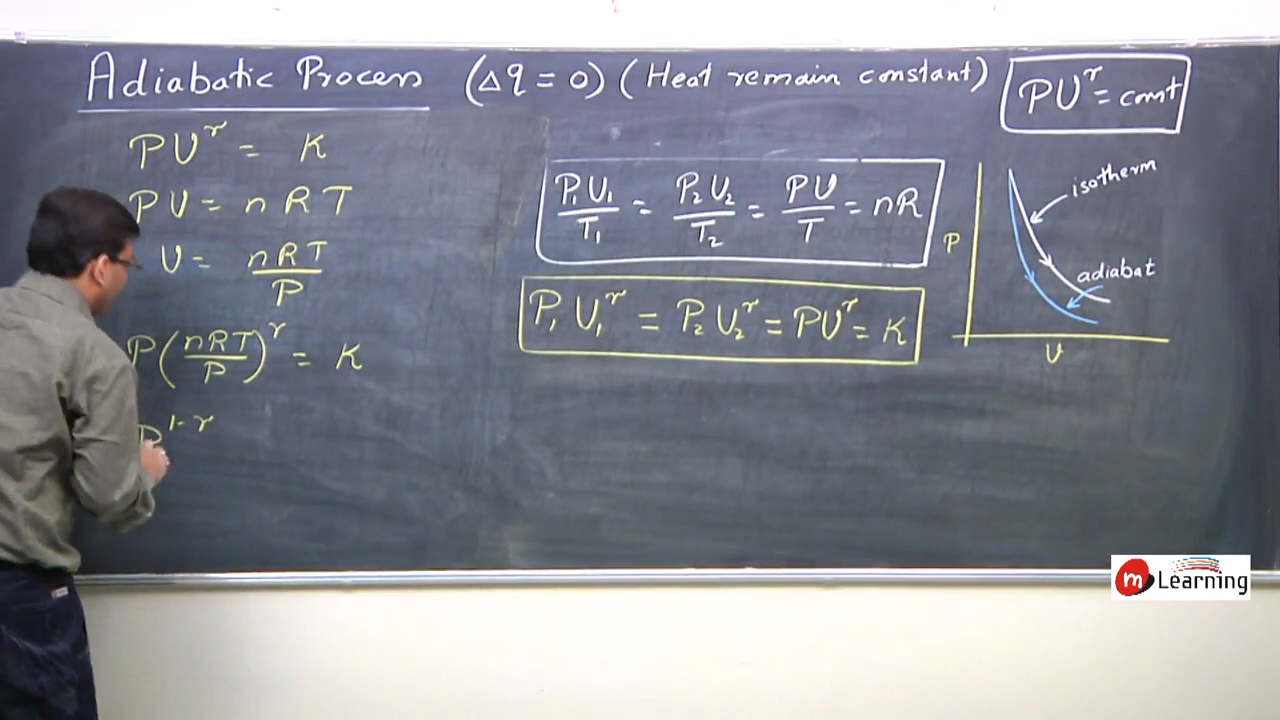 Adiabatic Process (Δq = 0) (Heat remain constant)
PV^r = const
PV^r = K
PV = nRT
V = nRT/P
P(nRT/P)^r = K
P^1-r
P₁V₁/T₁ = P₂V₂/T₂ = PV/T = nR
P₁V₁^r = P₂V₂^r = PV^r = K
isotherm
adiabat
P
V
m Learning